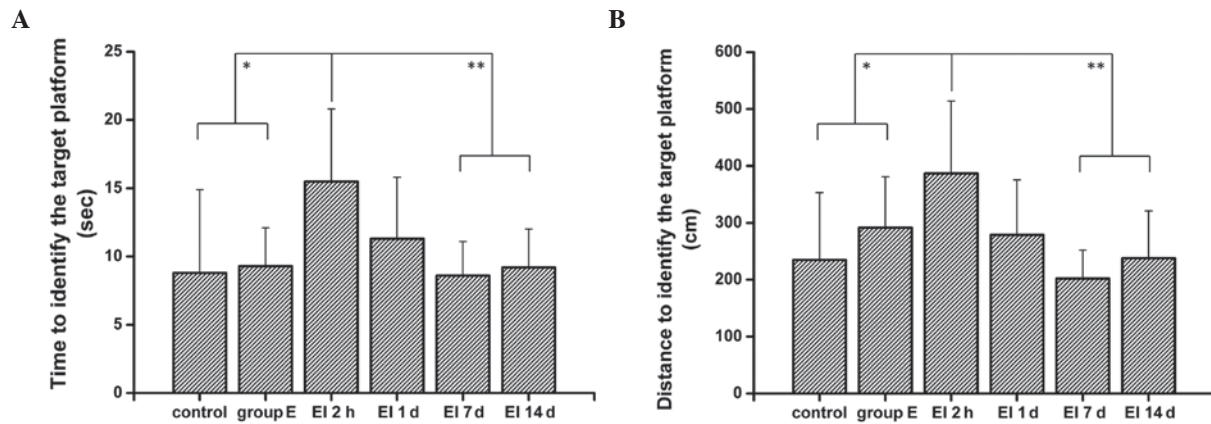 A
Time to identify the target platform
(sec)
25
20
15
10
5
0
*
**
control group E EI 2 h EI 1 d EI 7 d EI 14 d
B
Distance to identify the target platform
(cm)
600
500
400
300
200
100
0
*
**
control group E EI 2 h EI 1 d EI 7 d EI 14 d